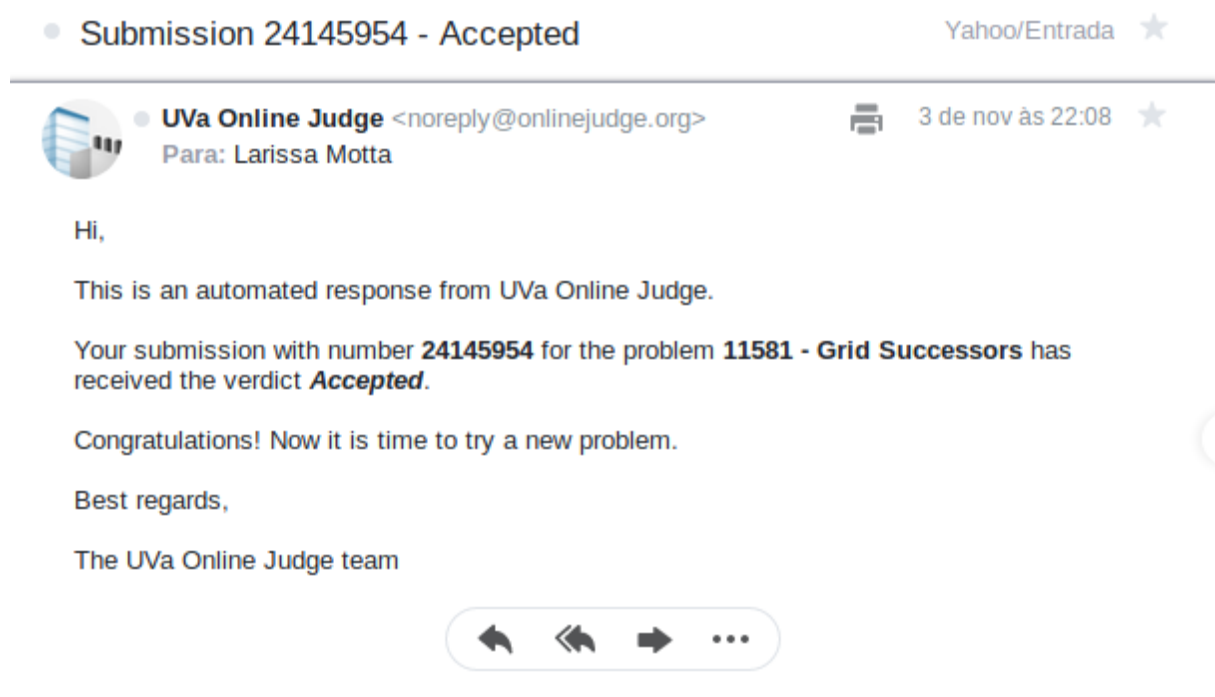 Submission 24145954 - Accepted
Yahoo/Entrada
UVa Online Judge <noreply@onlinejudge.org>
3 de nov às 22:08
Para: Larissa Motta
Hi,
This is an automated response from UVa Online Judge.
Your submission with number 24145954 for the problem 11581 - Grid Successors has
received the verdict Accepted.
Congratulations! Now it is time to try a new problem.
Best regards,
The UVa Online Judge team